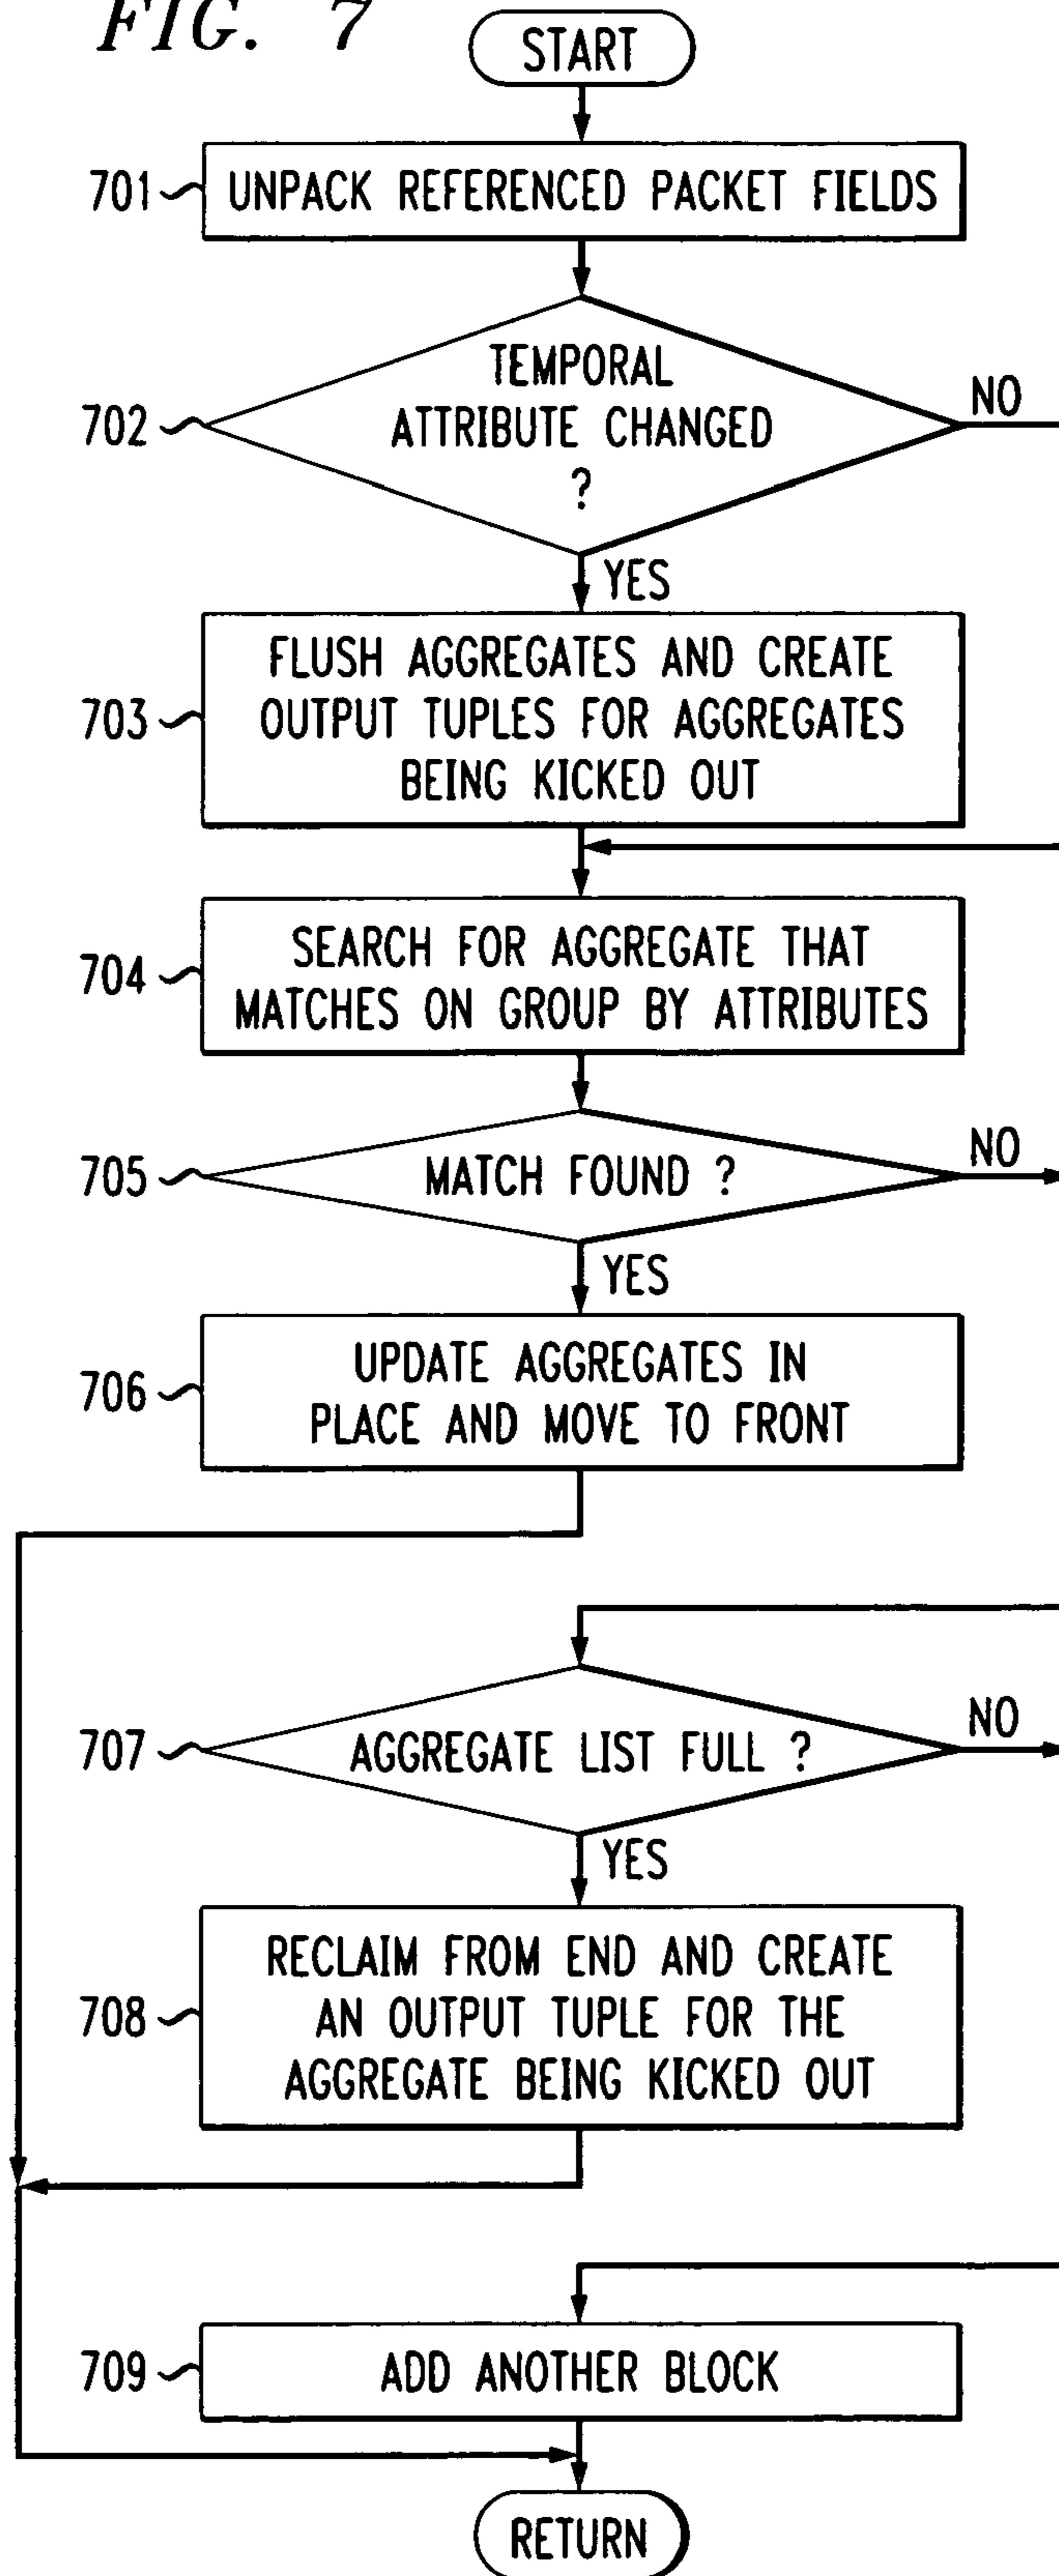 FIG. 7
START
701
UNPACK REFERENCED PACKET FIELDS
702
TEMPORAL
ATTRIBUTE CHANGED
?
NO
YES
703
FLUSH AGGREGATES AND CREATE
OUTPUT TUPLES FOR AGGREGATES
BEING KICKED OUT
704
SEARCH FOR AGGREGATE THAT
MATCHES ON GROUP BY ATTRIBUTES
705
MATCH FOUND ?
NO
YES
706
UPDATE AGGREGATES IN
PLACE AND MOVE TO FRONT
707
AGGREGATE LIST FULL ?
NO
YES
708
RECLAIM FROM END AND CREATE
AN OUTPUT TUPLE FOR THE
AGGREGATE BEING KICKED OUT
709
ADD ANOTHER BLOCK
RETURN